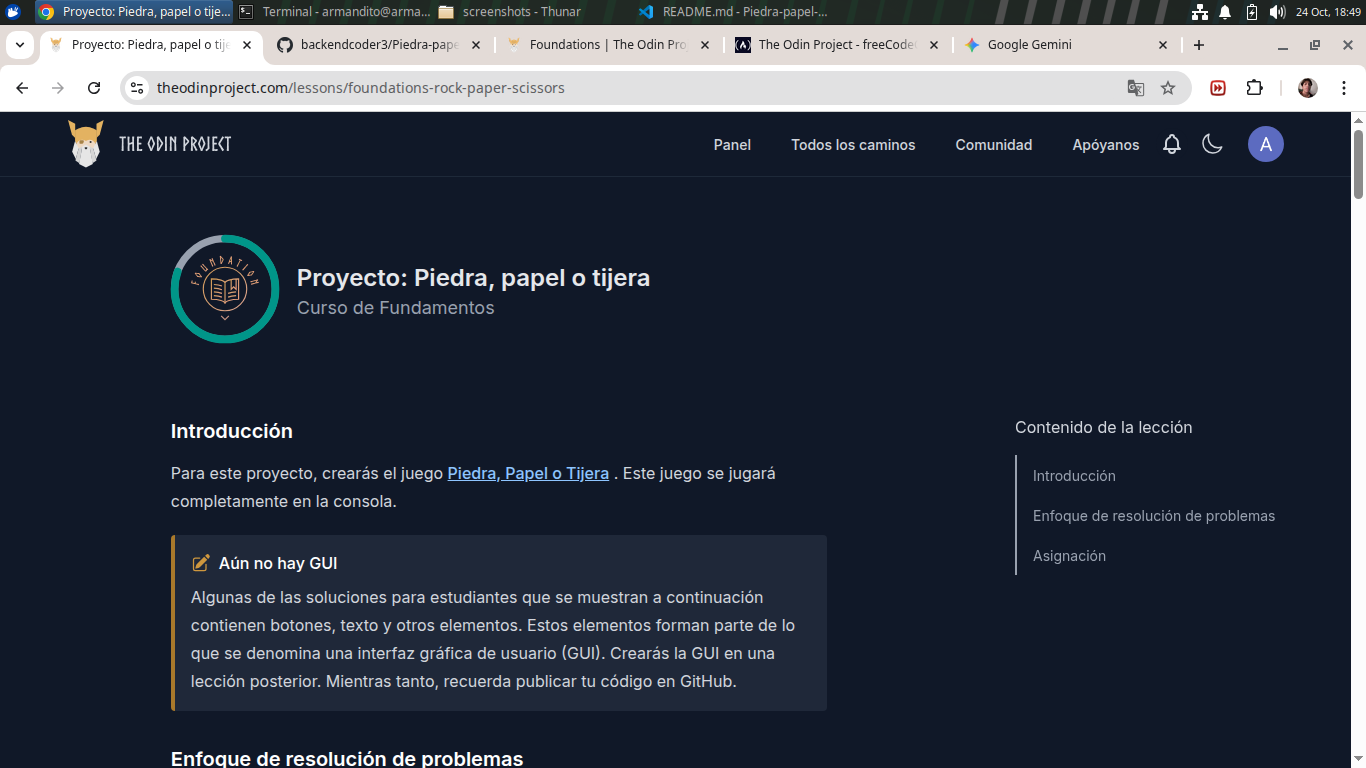 Proyecto: Piedra, papel o tije...
Terminal - armandito@arma...
screenshots - Thunar
README.md - Piedra-papel-...
24 Oct, 18:49
Proyecto: Piedra, papel o tije
backendcoder3/Piedra-pape
Foundations | The Odin Pro
The Odin Project - freeCode
Google Gemini
theodinproject.com/lessons/foundations-rock-paper-scissors
THE ODIN PROJECT
Panel
Todos los caminos
Comunidad
Apóyanos
A
FOUNDATION
Proyecto: Piedra, papel o tijera
Curso de Fundamentos
Introducción
Para este proyecto, crearás el juego Piedra, Papel o Tijera . Este juego se jugará
completamente en la consola.
Aún no hay GUI
Algunas de las soluciones para estudiantes que se muestran a continuación
contienen botones, texto y otros elementos. Estos elementos forman parte de lo
que se denomina una interfaz gráfica de usuario (GUI). Crearás la GUI en una
lección posterior. Mientras tanto, recuerda publicar tu código en GitHub.
Enfoque de resolución de problemas
Contenido de la lección
Introducción
Enfoque de resolución de problemas
Asignación